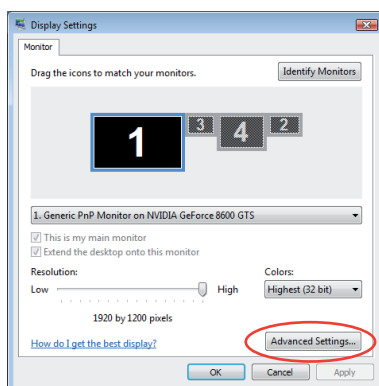 Display Settings
Monitor
Drag the icons to match your monitors.
Identify Monitors
1 3 4 2
1. Generic PnP Monitor on NVIDIA GeForce 8600 GTS
This is my main monitor
Extend the desktop onto this monitor
Resolution: Colors:
Low High Highest (32 bit)
1920 by 1200 pixels
How do I get the best display? Advanced Settings...
OK Cancel Apply